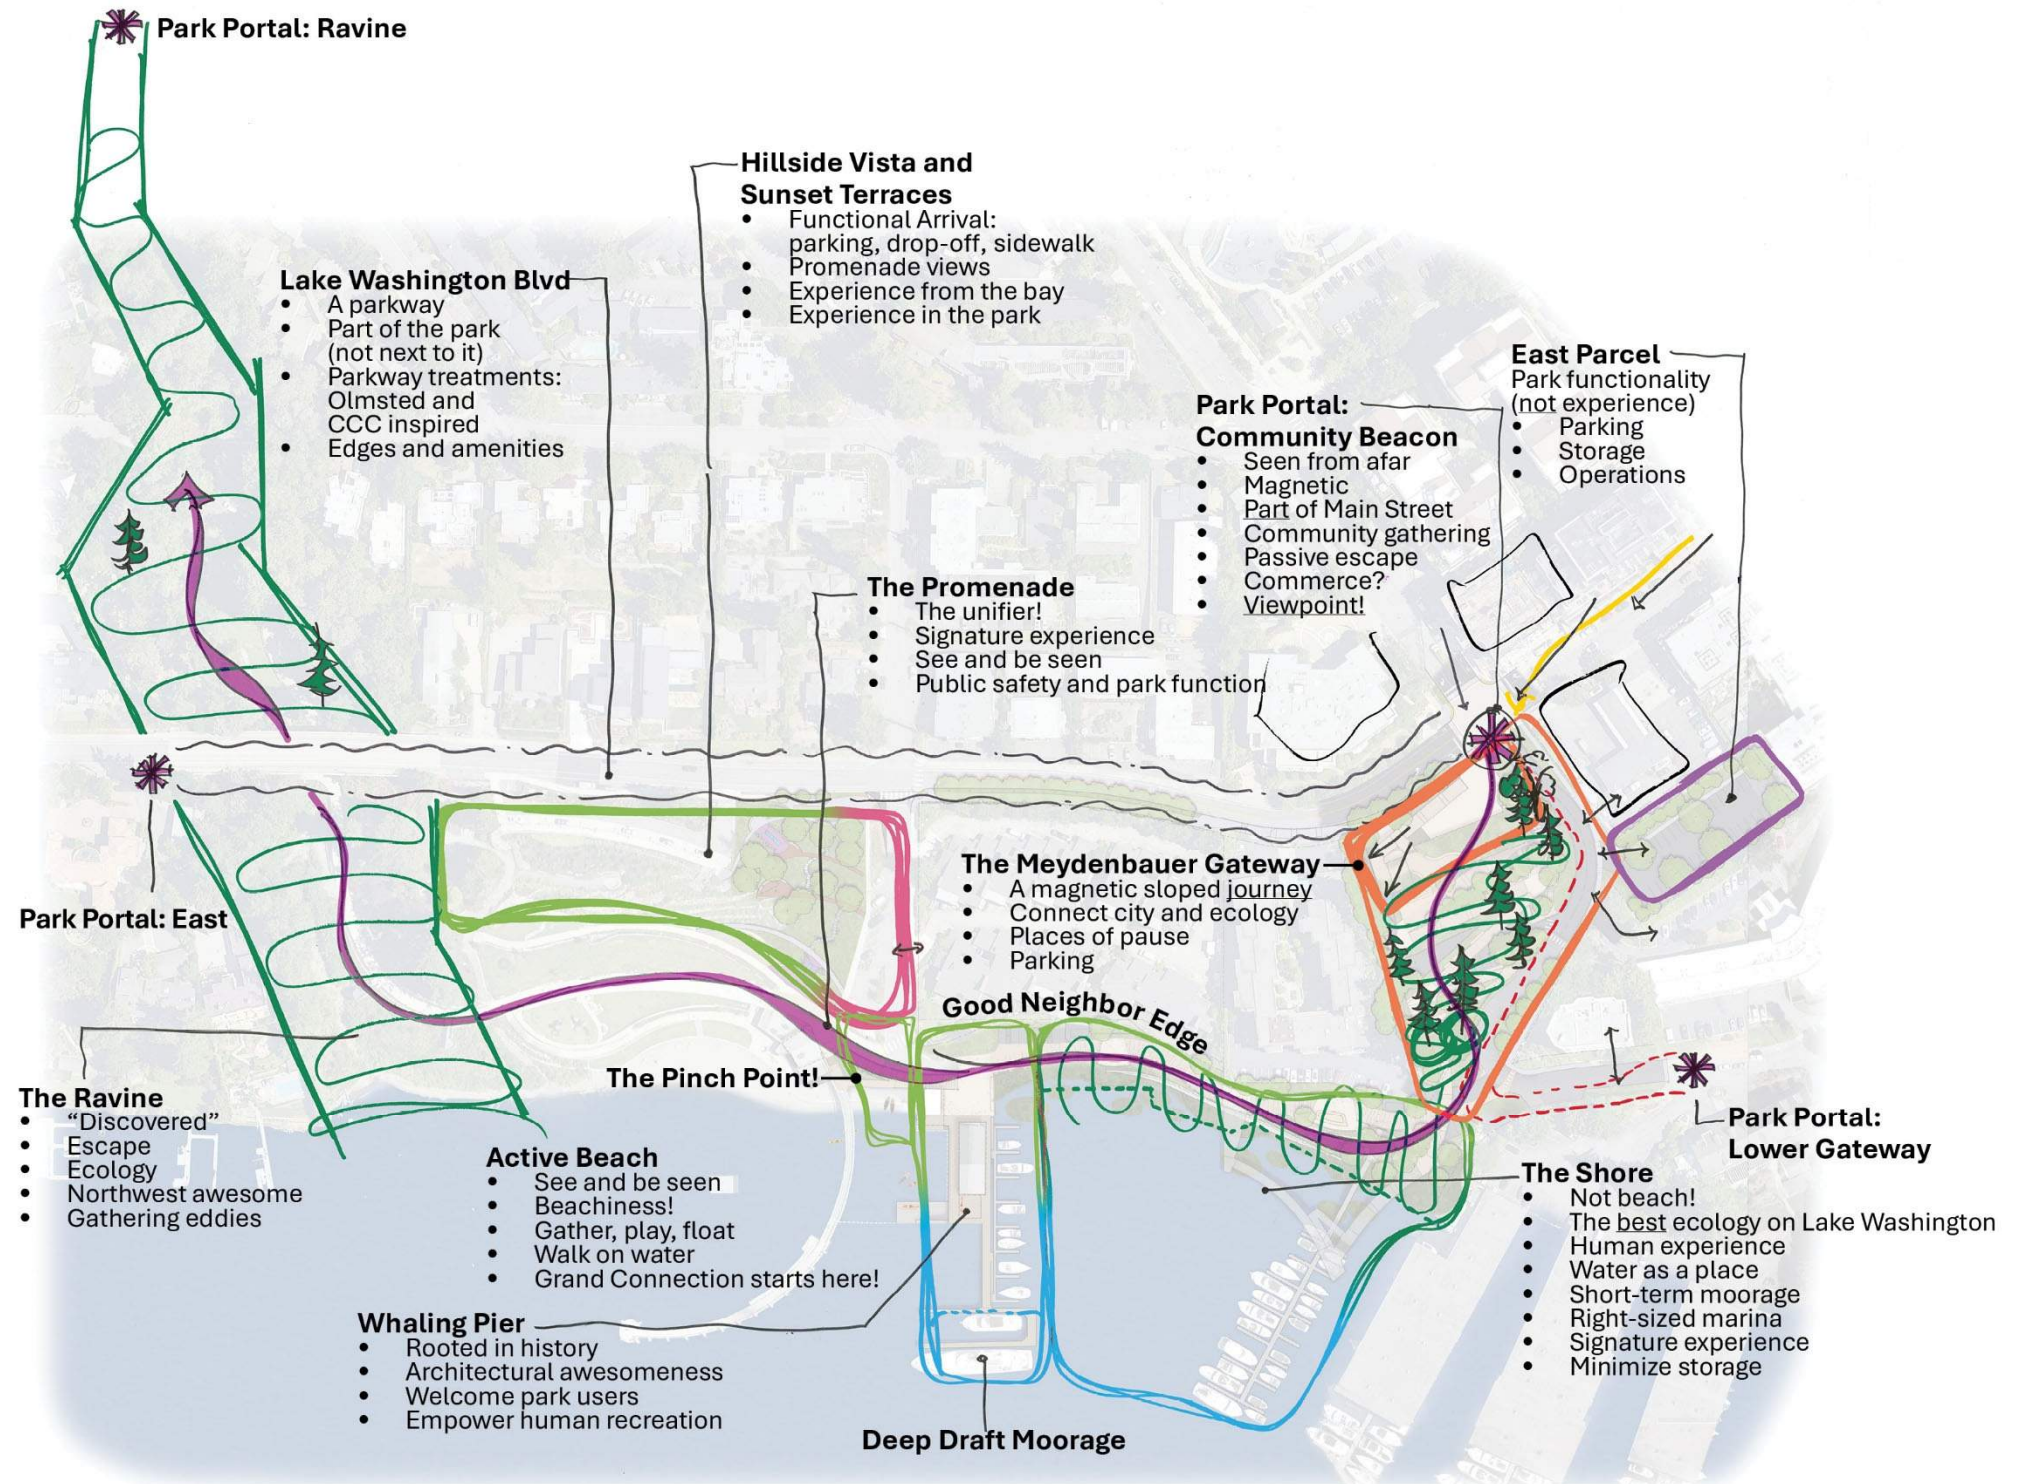 Park Portal: Ravine
Hillside Vista and
Sunset Terraces
• Functional Arrival:
parking, drop-off, sidewalk
• Promenade views
• Experience from the bay
• Experience in the park
Lake Washington Blvd
• A parkway
• Part of the park
(not next to it)
• Parkway treatments:
Olmsted and
CCC inspired
• Edges and amenities
East Parcel
Park functionality
(not experience)
• Parking
• Storage
• Operations
Park Portal:
Community Beacon
• Seen from afar
• Magnetic
• Part of Main Street
• Community gathering
• Passive escape
• Commerce?
• Viewpoint!
The Promenade
• The unifier!
• Signature experience
• See and be seen
• Public safety and park function
The Meydenbauer Gateway
• A magnetic sloped journey
• Connect city and ecology
• Places of pause
• Parking
Park Portal: East
Good Neighbor Edge
The Pinch Point!
The Ravine
• “Discovered”
• Escape
• Ecology
• Northwest awesome
• Gathering eddies
Park Portal:
Lower Gateway
Active Beach
• See and be seen
• Beachiness!
• Gather, play, float
• Walk on water
• Grand Connection starts here!
The Shore
• Not beach!
• The best ecology on Lake Washington
• Human experience
• Water as a place
• Short-term moorage
• Right-sized marina
• Signature experience
• Minimize storage
Whaling Pier
• Rooted in history
• Architectural awesomeness
• Welcome park users
• Empower human recreation
Deep Draft Moorage